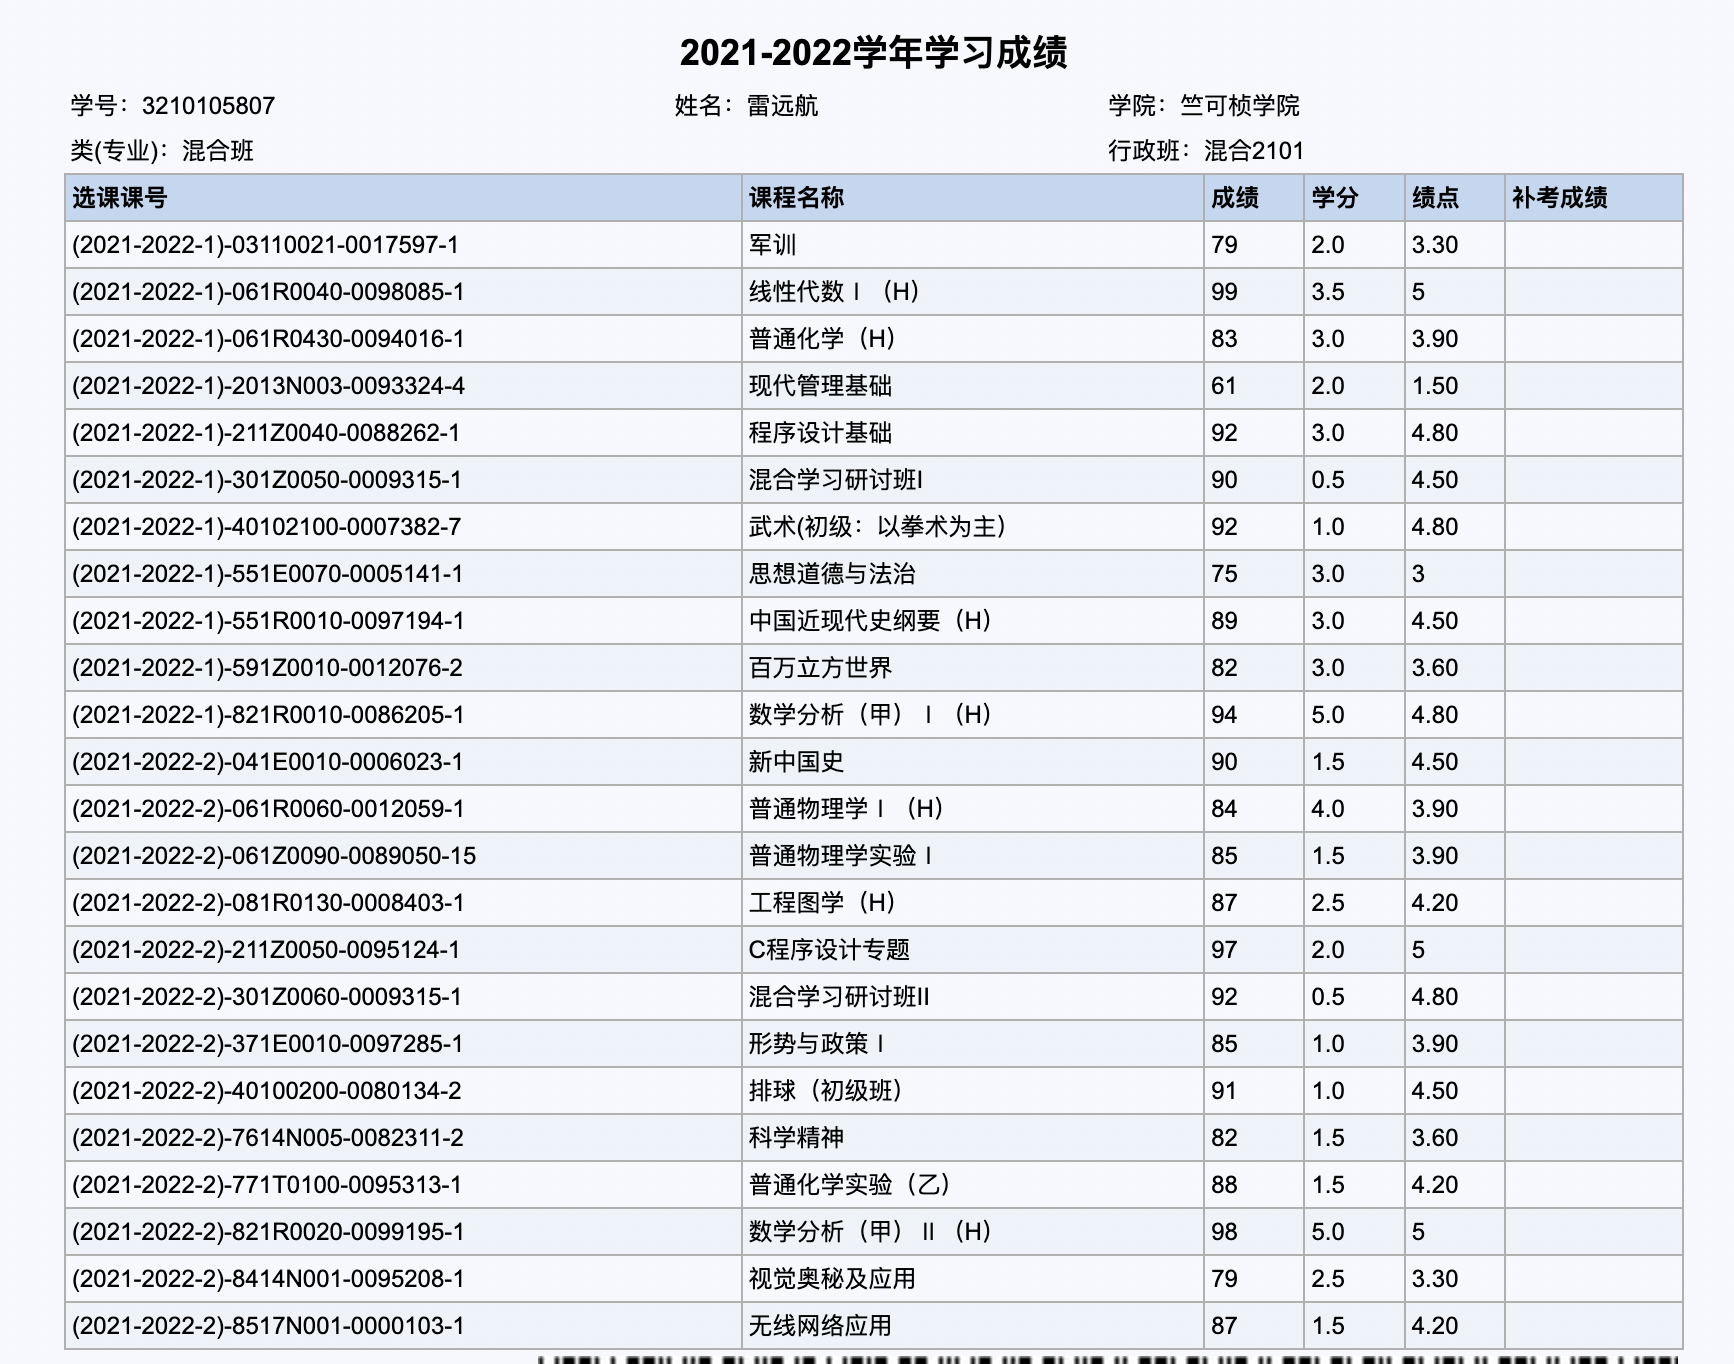 2021-2022学年学习成绩
学号：3210105807 姓名：雷远航 学院：竺可桢学院
类(专业)：混合班 行政班：混合2101
选课课号 课程名称 成绩 学分 绩点 补考成绩
(2021-2022-1)-03110021-0017597-1 军训 79 2.0 3.30
(2021-2022-1)-061R0040-0098085-1 线性代数Ⅰ（H） 99 3.5 5
(2021-2022-1)-061R0430-0094016-1 普通化学（H） 83 3.0 3.90
(2021-2022-1)-2013N003-0093324-4 现代管理基础 61 2.0 1.50
(2021-2022-1)-211Z0040-0088262-1 程序设计基础 92 3.0 4.80
(2021-2022-1)-301Z0050-0009315-1 混合学习研讨班I 90 0.5 4.50
(2021-2022-1)-40102100-0007382-7 武术(初级：以拳术为主） 92 1.0 4.80
(2021-2022-1)-551E0070-0005141-1 思想道德与法治 75 3.0 3
(2021-2022-1)-551R0010-0097194-1 中国近现代史纲要（H） 89 3.0 4.50
(2021-2022-1)-591Z0010-0012076-2 百万立方世界 82 3.0 3.60
(2021-2022-1)-821R0010-0086205-1 数学分析（甲）Ⅰ（H） 94 5.0 4.80
(2021-2022-2)-041E0010-0006023-1 新中国史 90 1.5 4.50
(2021-2022-2)-061R0060-0012059-1 普通物理学Ⅰ（H） 84 4.0 3.90
(2021-2022-2)-061Z0090-0089050-15 普通物理学实验Ⅰ 85 1.5 3.90
(2021-2022-2)-081R0130-0008403-1 工程图学（H） 87 2.5 4.20
(2021-2022-2)-211Z0050-0095124-1 C程序设计专题 97 2.0 5
(2021-2022-2)-301Z0060-0009315-1 混合学习研讨班II 92 0.5 4.80
(2021-2022-2)-371E0010-0097285-1 形势与政策Ⅰ 85 1.0 3.90
(2021-2022-2)-40100200-0080134-2 排球（初级班） 91 1.0 4.50
(2021-2022-2)-7614N005-0082311-2 科学精神 82 1.5 3.60
(2021-2022-2)-771T0100-0095313-1 普通化学实验（乙） 88 1.5 4.20
(2021-2022-2)-821R0020-0099195-1 数学分析（甲）Ⅱ（H） 98 5.0 5
(2021-2022-2)-8414N001-0095208-1 视觉奥秘及应用 79 2.5 3.30
(2021-2022-2)-8517N001-0000103-1 无线网络应用 87 1.5 4.20